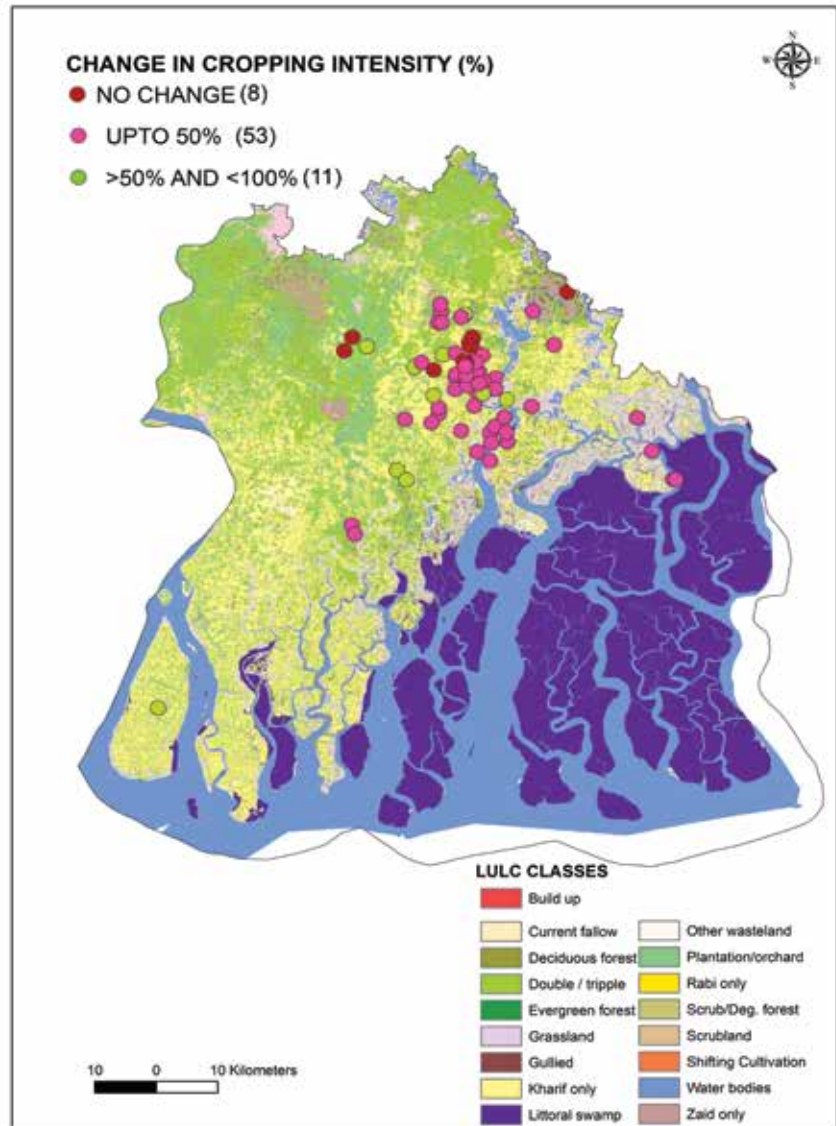 CHANGE IN CROPPING INTENSITY (%)
NO CHANGE (8)
UPTO 50% (53)
>50% AND <100% (11)
N
W E
S
LULC CLASSES
Build up
Current fallow
Deciduous forest
Double / tripple
Evergreen forest
Grassland
Gullied
Kharif only
Littoral swamp
Other wasteland
Plantation/orchard
Rabi only
Scrub/Deg. forest
Scrubland
Shifting Cultivation
Water bodies
Zaid only
10 0 10 Kilometers